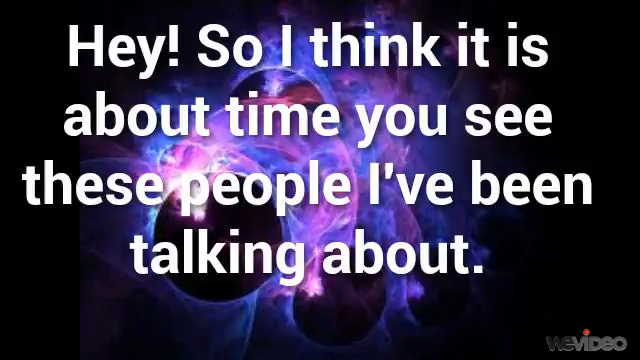 Hey! So I think it is
about time you see
these people I've been
talking about.
WEVIDEO